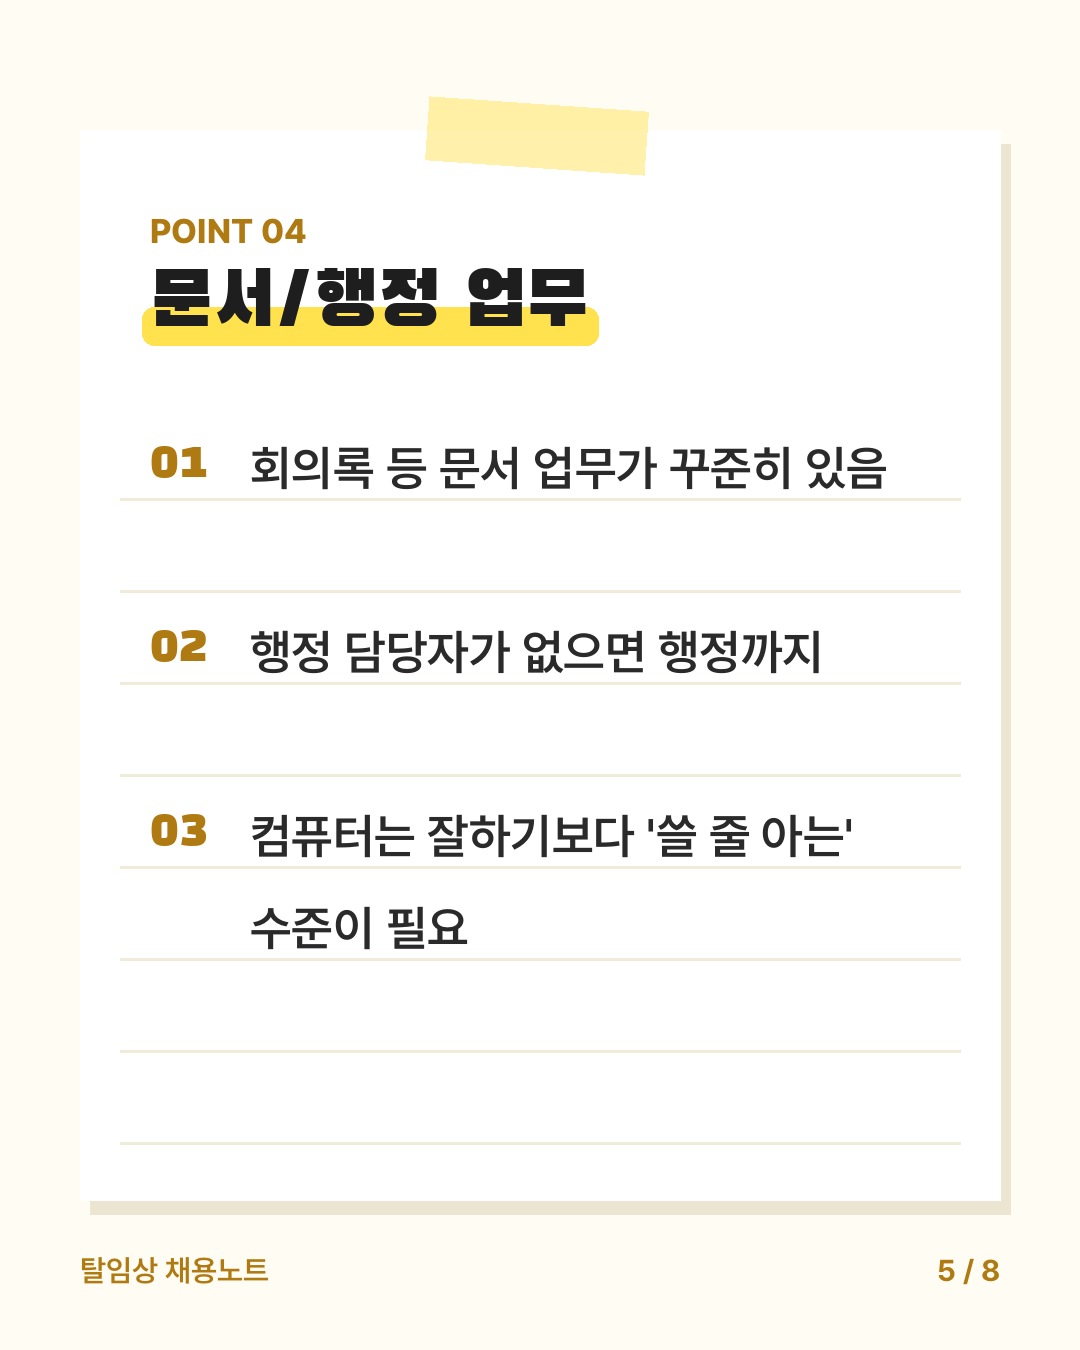 POINT 04
문서/행정 업무
01 회의록 등 문서 업무가 꾸준히 있음
02 행정 담당자가 없으면 행정까지
03 컴퓨터는 잘하기보다 '쓸 줄 아는'
수준이 필요
탈임상 채용노트
5 / 8